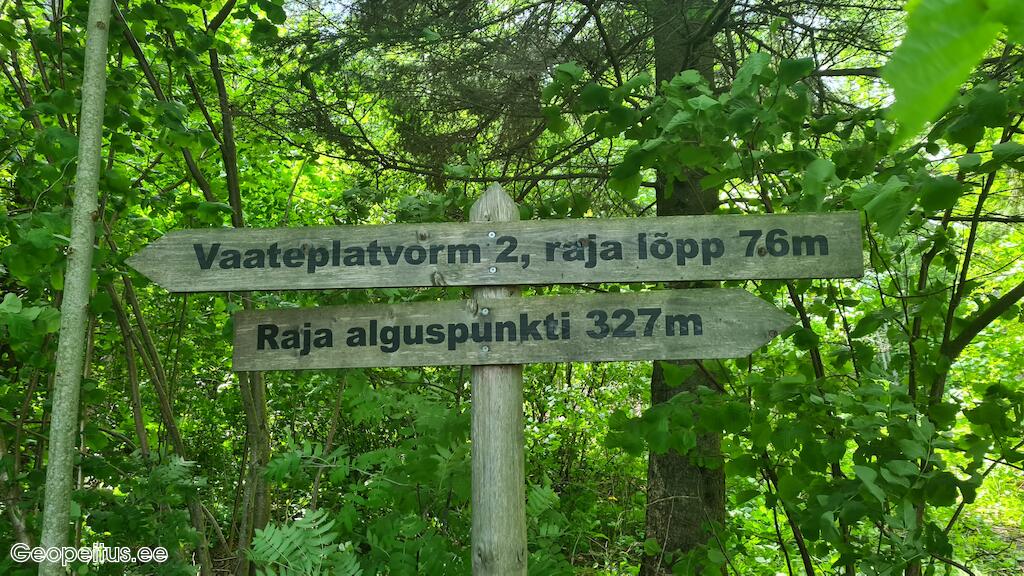 Vaateplatvorm 2, raja lõpp 76m
Raja alguspunkti 327m
Geopeitus.ee